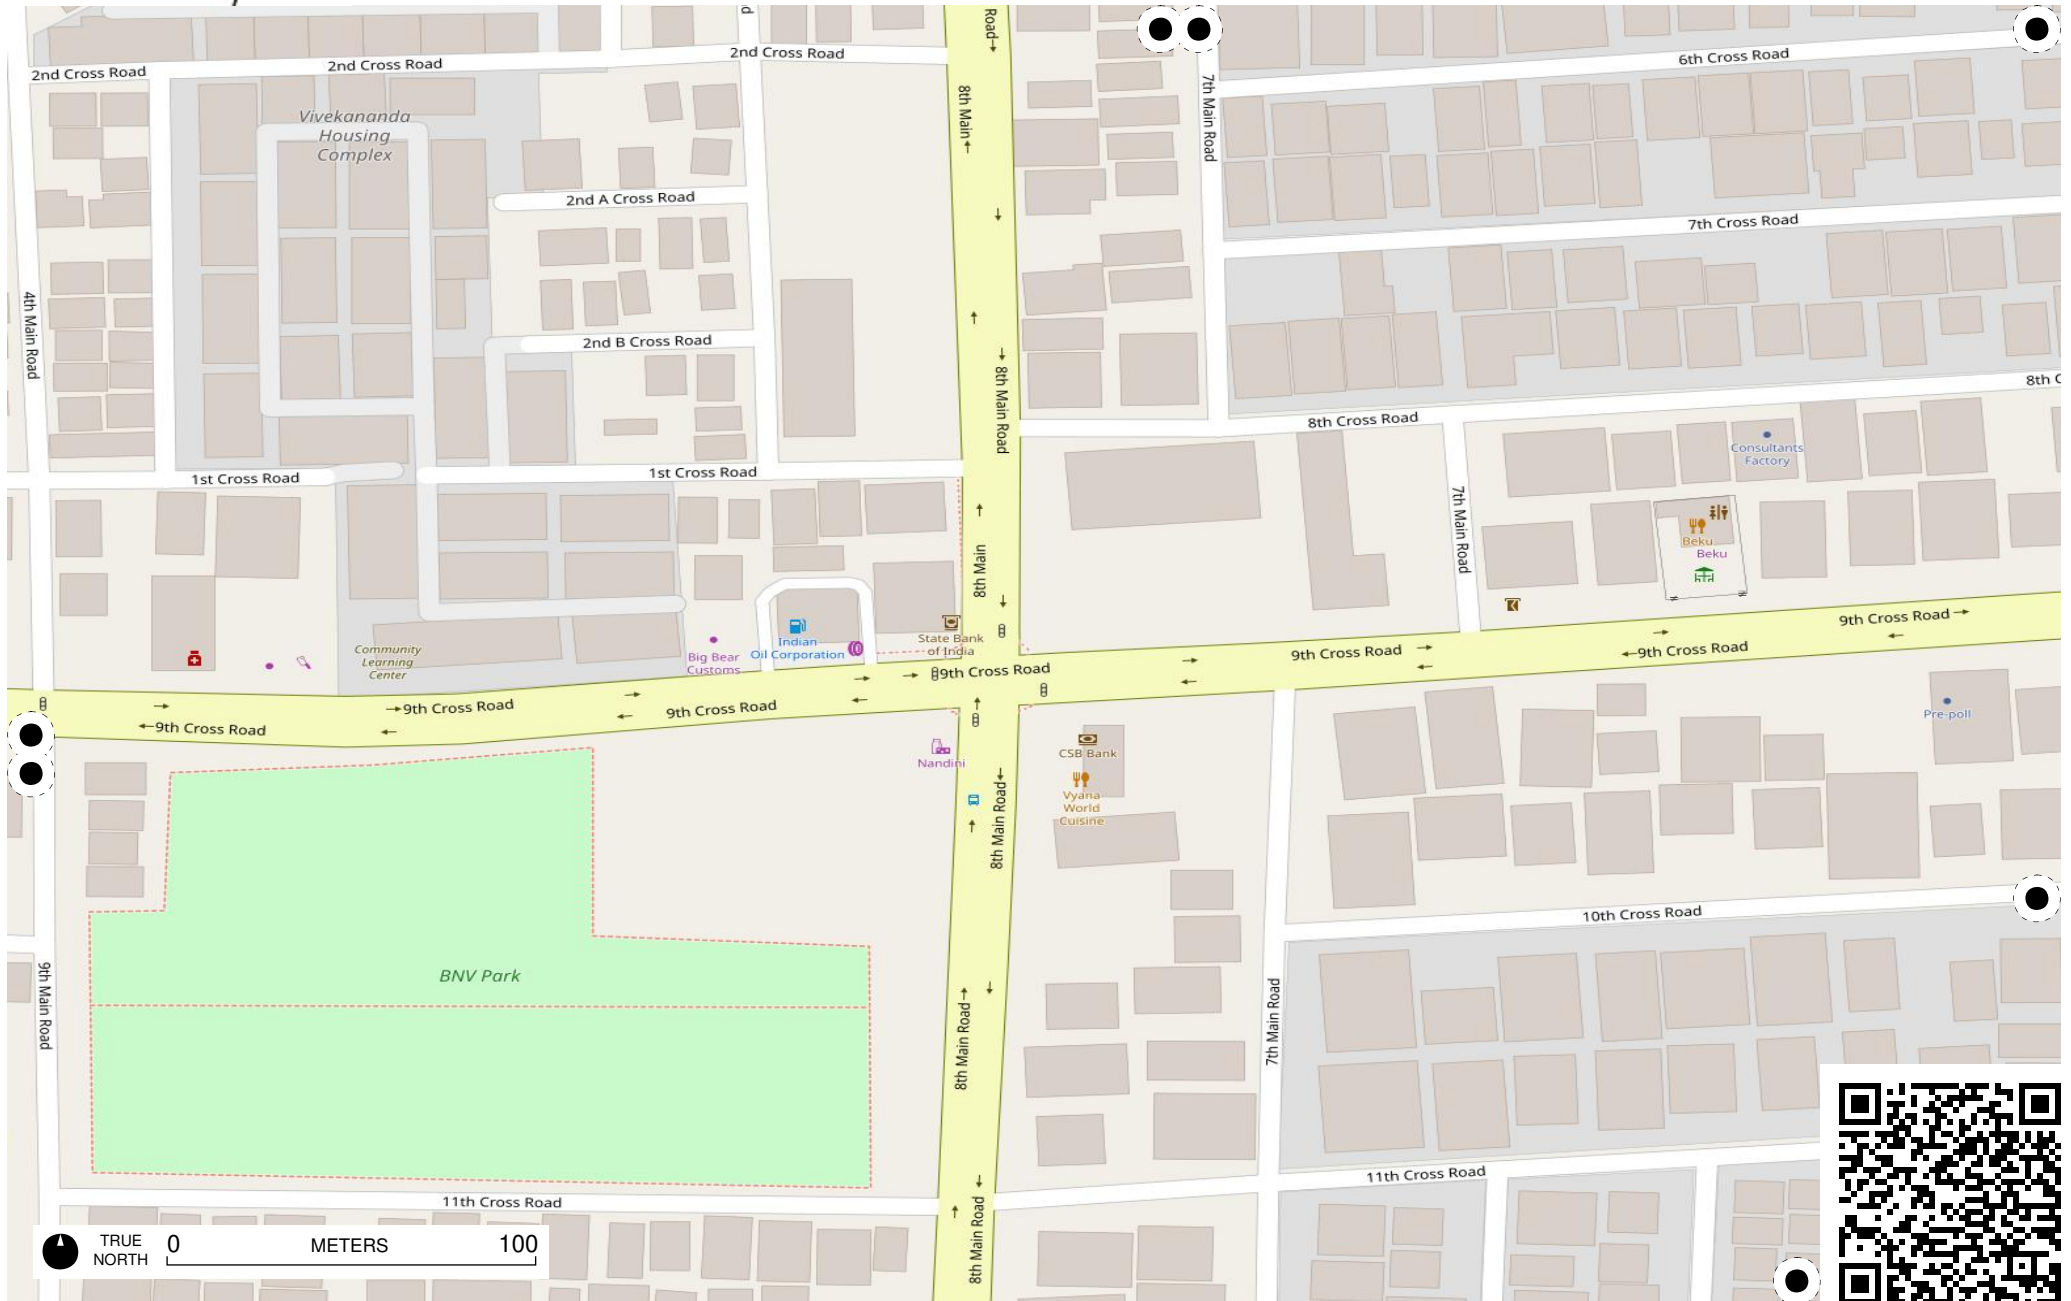 Road→
2nd Cross Road
2nd Cross Road
2nd Cross Road
6th Cross Road
8th Main→
7th Main Road
Vivekananda
Housing
Complex
2nd A Cross Road
7th Cross Road
4th Main Road
2nd B Cross Road
8th Main Road
8th Cross Road
8th C
1st Cross Road
1st Cross Road
Consultants
Factory
7th Main Road
8th Main
Beku
Beku
9th Cross Road→
State Bank
of India
Indian
Oil Corporation
Big Bear
Customs
Community
Learning
Center
9th Cross Road
9th Cross Road
←9th Cross Road
→9th Cross Road
9th Cross Road
←9th Cross Road
Pre-poll
Nandini
CSB Bank
Vyana
World
Cuisine
8th Main Road→
10th Cross Road
BNV Park
9th Main Road
8th Main Road→
7th Main Road
11th Cross Road
11th Cross Road
8th Main Road
TRUE
NORTH
0 METERS 100